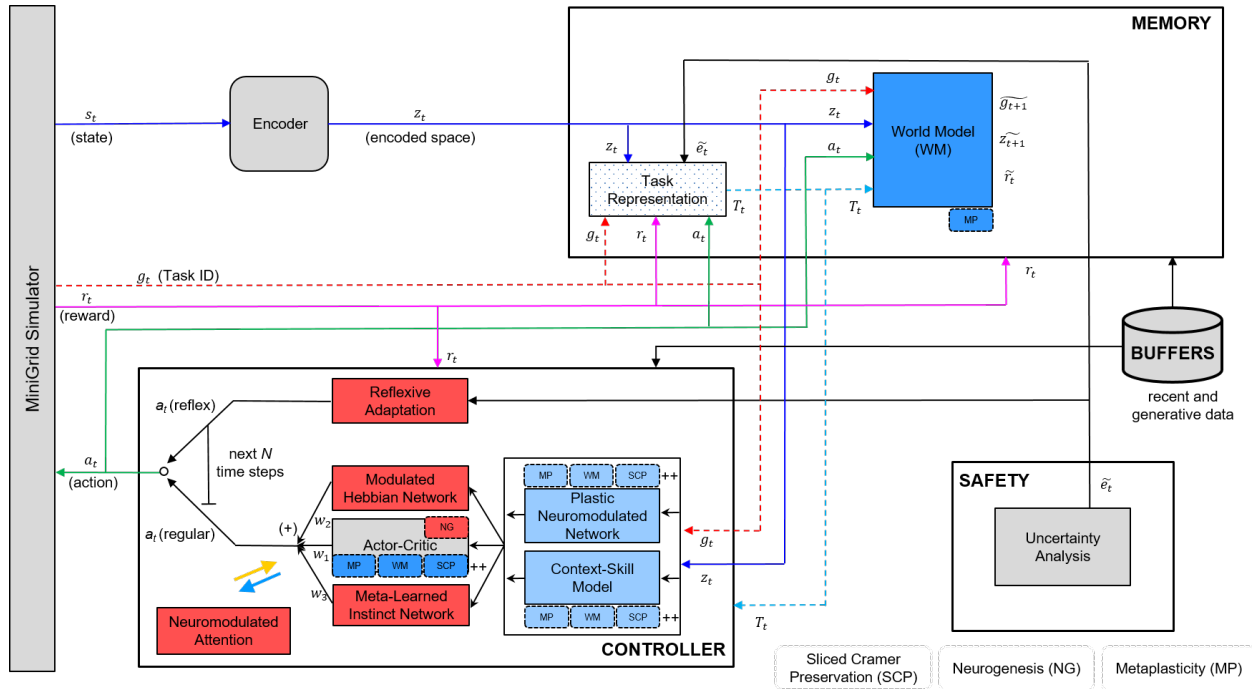 MEMORY
MiniGrid Simulator
s_t
(state)
Encoder
z_t
(encoded space)
z_t
ẽ_t
Task
Representation
T_t
g_t
r_t
a_t
g_t
z_t
a_t
T_t
World Model
(WM)
MP
g̃_{t+1}
z̃_{t+1}
r̃_t
g_t (Task ID)
r_t
(reward)
r_t
r_t
BUFFERS
recent and
generative data
a_t
(action)
a_t (reflex)
Reflexive
Adaptation
next N
time steps
a_t (regular)
Modulated
Hebbian Network
(+)
w_2
w_1
w_3
NG
Actor-Critic
MP
WM
SCP
++
Meta-Learned
Instinct Network
Neuromodulated
Attention
MP
WM
SCP
++
Plastic
Neuromodulated
Network
Context-Skill
Model
MP
WM
SCP
++
g_t
z_t
T_t
CONTROLLER
SAFETY
ẽ_t
Uncertainty
Analysis
Sliced Cramer
Preservation (SCP)
Neurogenesis (NG)
Metaplasticity (MP)